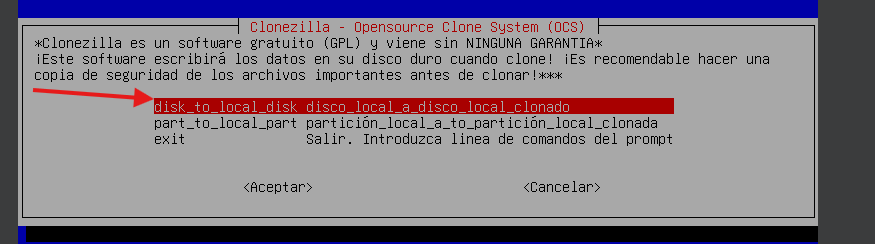 Clonezilla - Opensource Clone System (OCS)
*Clonezilla es un software gratuito (GPL) y viene sin NINGUNA GARANTIA*
¡Este software escribirá los datos en su disco duro cuando clone! ¡Es recomendable hacer una
copia de seguridad de los archivos importantes antes de clonar!***
disk_to_local_disk disco_local_a_disco_local_clonado
part_to_local_part partición_local_a_to_partición_local_clonada
exit Salir. Introduzca linea de comandos del prompt
<Aceptar> <Cancelar>